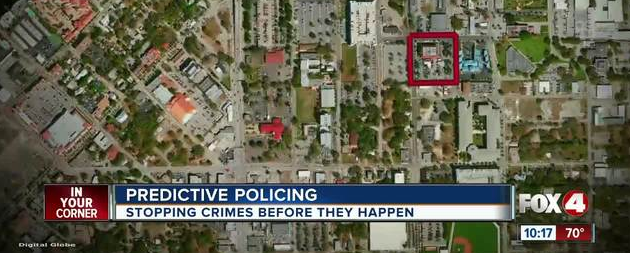 IN
YOUR
CORNER
PREDICTIVE POLICING
STOPPING CRIMES BEFORE THEY HAPPEN
FOX 4
10:17 70°
Digital Globe